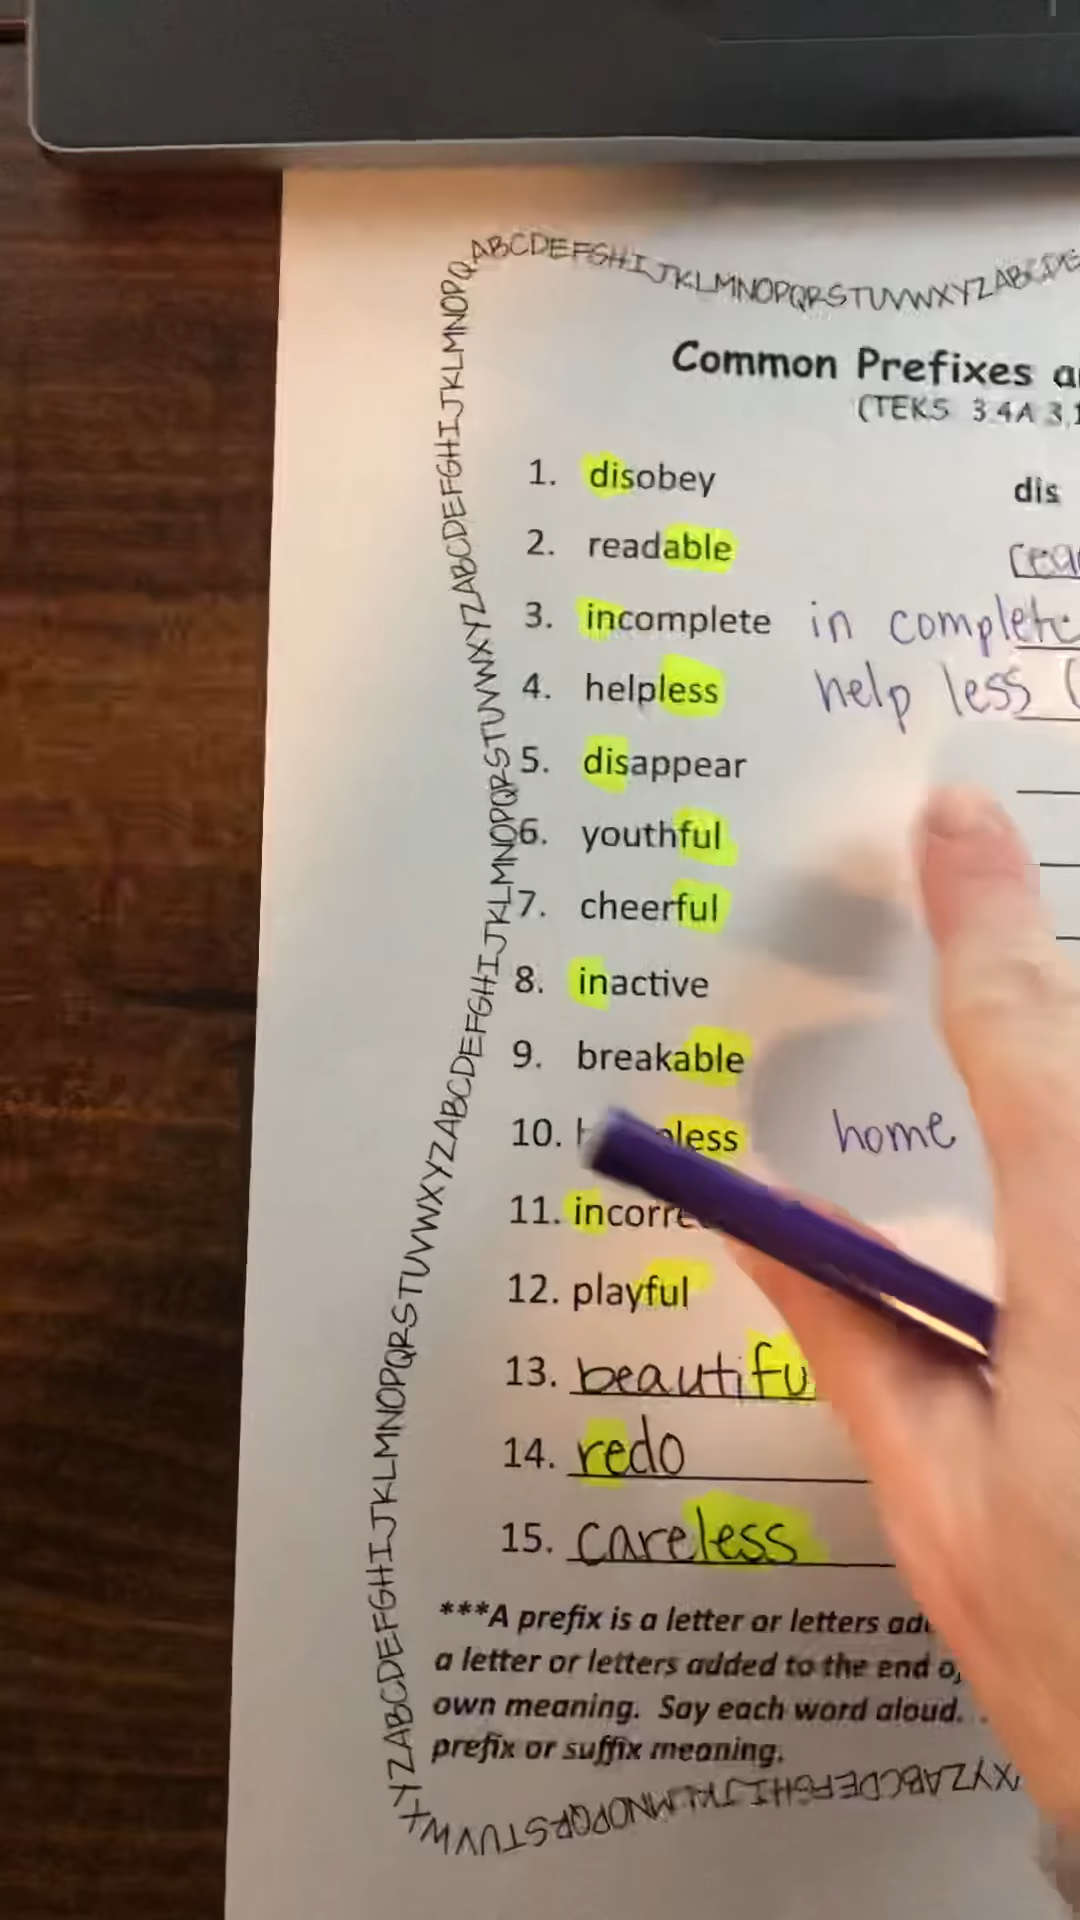 ABCDEFGHIJKLMNOPQRSTUVWXYZABCDE
Common Prefixes
(TEKS 3.4A 3.1
1. disobey dis
2. readable
3. incomplete in complete
4. helpless help less (
5. disappear
6. youthful
7. cheerful
8. inactive
9. breakable
10. less home
11. incorre
12. playful
13. beautifu
14. redo
15. careless
***A prefix is a letter or letters
a letter or letters added to the end
own meaning. Say each word aloud.
prefix or suffix meaning.